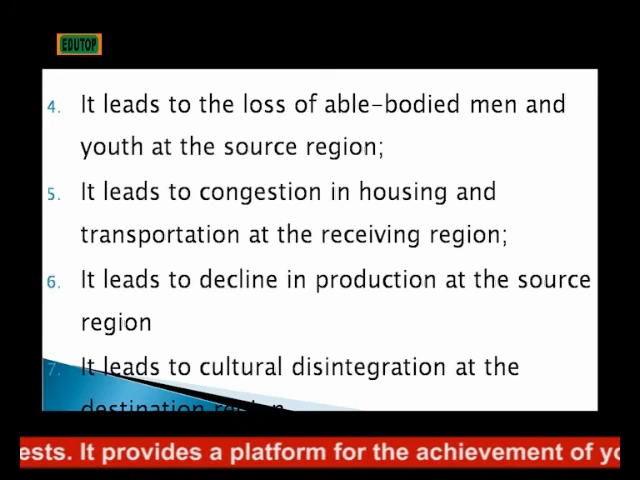 EDUTOP
4. It leads to the loss of able-bodied men and
youth at the source region;
5. It leads to congestion in housing and
transportation at the receiving region;
6. It leads to decline in production at the source
region
7. It leads to cultural disintegration at the
destination region
ests. It provides a platform for the achievement of yo